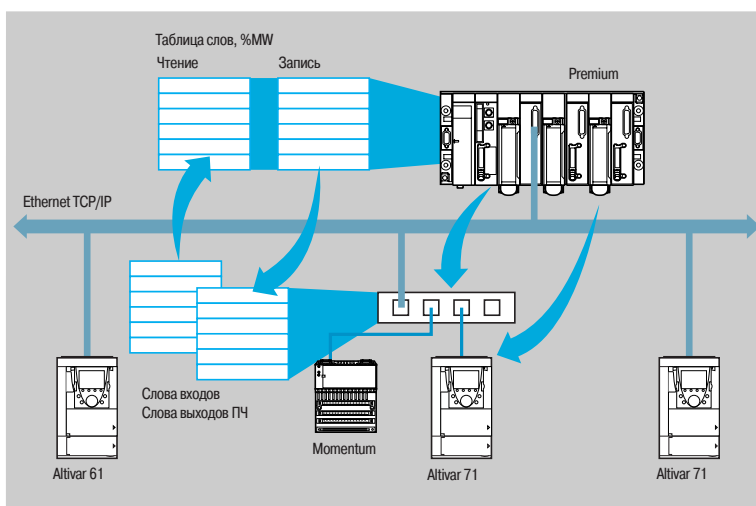 Таблица слов, %MW
Чтение
Запись
Premium
Ethernet TCP/IP
Слова входов
Слова выходов ПЧ
Momentum
Altivar 61
Altivar 71
Altivar 71